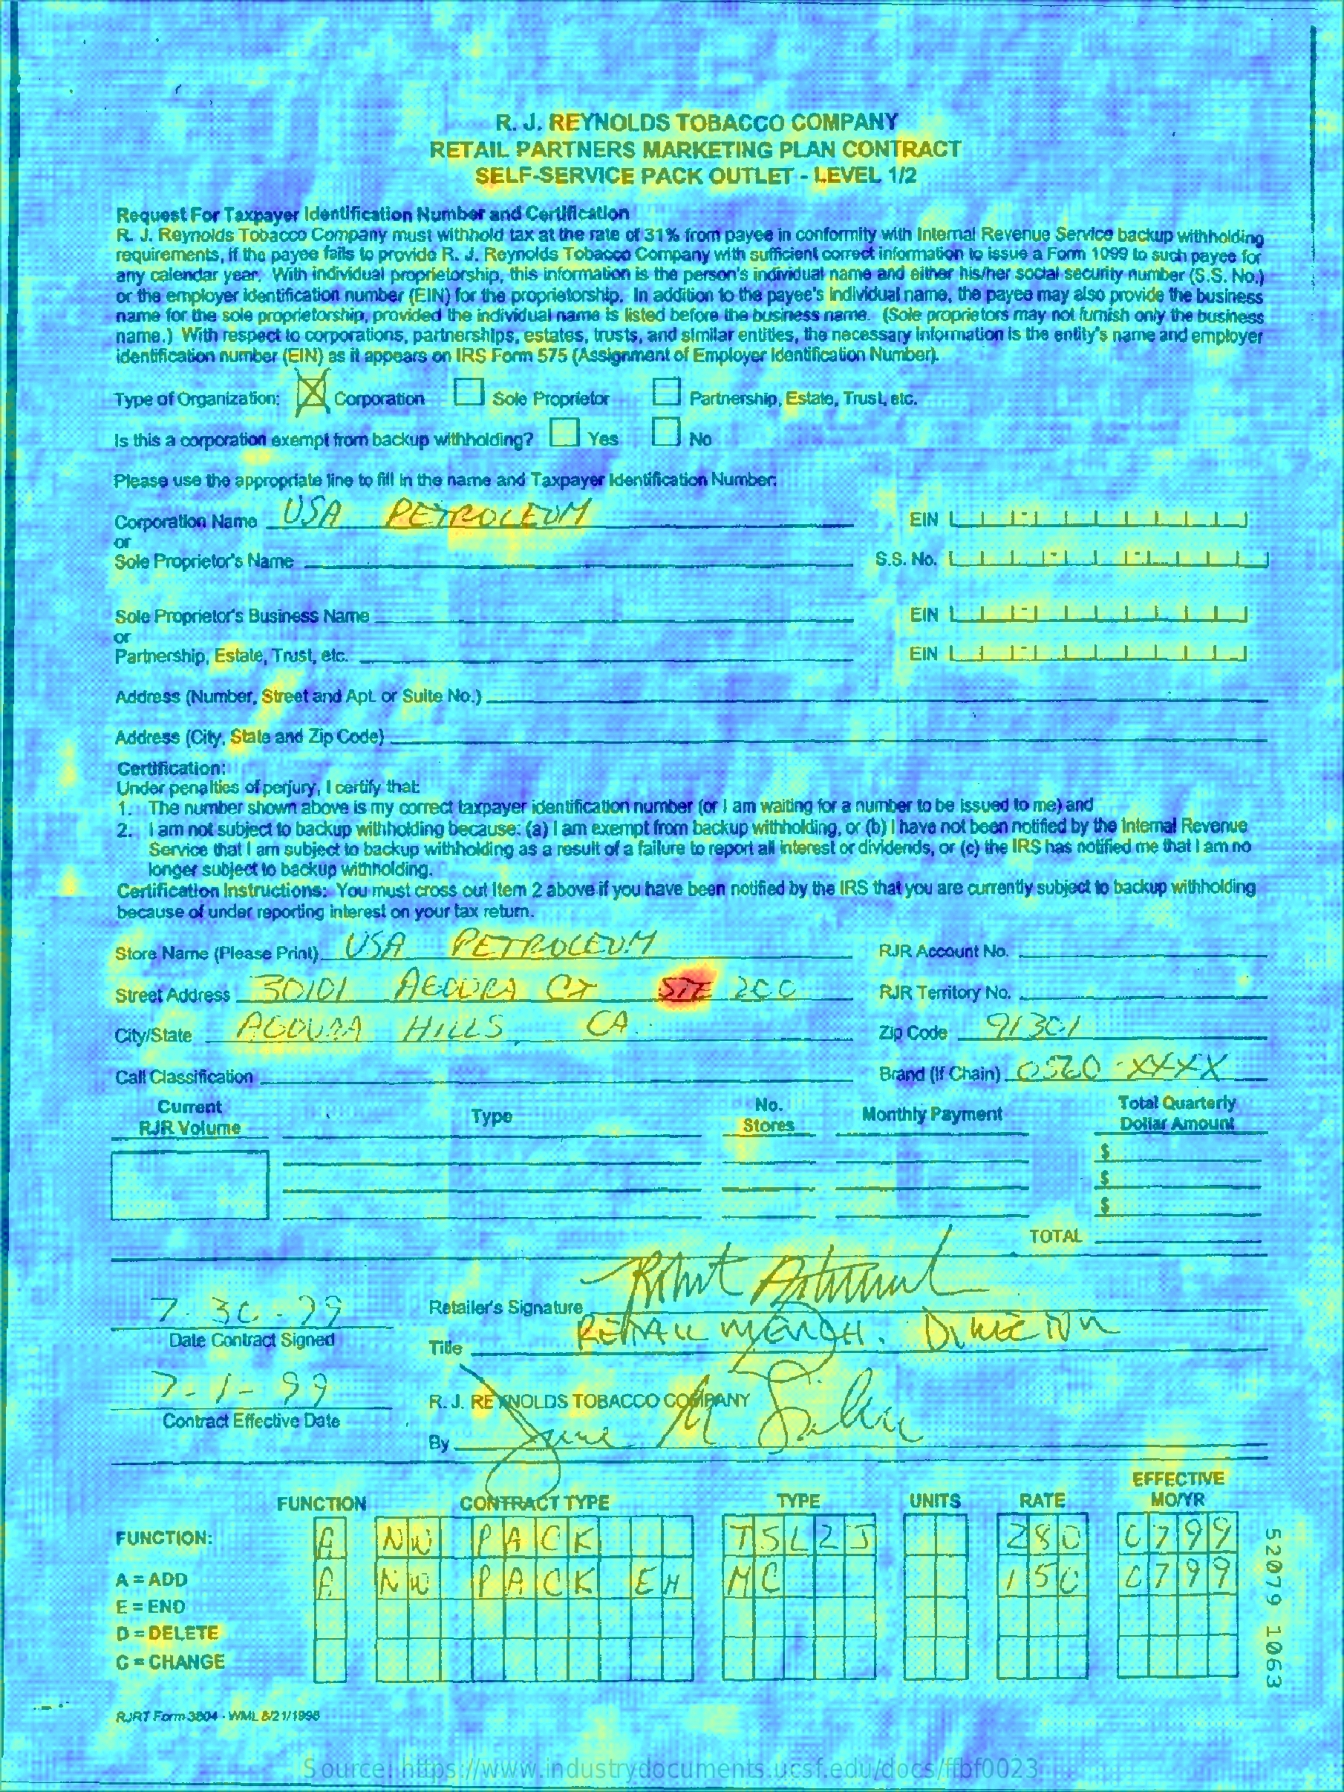 R. J. REYNOLDS TOBACCO COMPANY
RETAIL PARTNERS MARKETING PLAN CONTRACT
SELF-SERVICE PACK OUTLET - LEVEL 1/2
Request For Taxpayer Identification Number and Certification
R. J. Reynolds Tobacco Company must withhold tax at the rate of 31% from payee in conformity with Internal Revenue Service backup withholding
requirements, if the payee fails to provide R. J. Reynolds Tobacco Company with sufficient correct information to issue a Form 1099 to such payee for
any calendar year. With individual proprietorship, this information is the person's individual name and either his/her social security number (S.S. No.)
or the employer identification number (EIN) for the proprietorship. In addition to the payee's individual name, the payee may also provide the business
name for the sole proprietorship, provided the individual name is listed before the business name. (Sole proprietors may not furnish only the business
name.) With respect to corporations, partnerships, estates, trusts, and similar entities, the necessary information is the entity's name and employer
identification number (EIN) as it appears on IRS Form 575 (Assignment of Employer Identification Number).
Type of Organization: X Corporation Sole Proprietor Partnership, Estate, Trust, etc.
Is this a corporation exempt from backup withholding? Yes No
Please use the appropriate line to fill in the name and Taxpayer Identification Number:
Corporation Name USA PETROLEUM EIN
or
Sole Proprietor's Name S.S. No.
Sole Proprietor's Business Name EIN
or
Partnership, Estate, Trust, etc. EIN
Address (Number, Street and Apt. or Suite No.)
Address (City, State and Zip Code)
Certification:
Under penalties of perjury, I certify that:
1. The number shown above is my correct taxpayer identification number (or I am waiting for a number to be issued to me) and
2. I am not subject to backup withholding because: (a) I am exempt from backup withholding, or (b) I have not been notified by the Internal Revenue
Service that I am subject to backup withholding as a result of a failure to report all interest or dividends, or (c) the IRS has notified me that I am no
longer subject to backup withholding.
Certification Instructions: You must cross out Item 2 above if you have been notified by the IRS that you are currently subject to backup withholding
because of under reporting interest on your tax return.
Store Name (Please Print) USA PETROLEUM RJR Account No.
Street Address 30101 AGOURA CT STE 200 RJR Territory No.
City/State AGOURA HILLS, CA Zip Code 91301
Call Classification Brand (If Chain) 0560-XXXX
Current RJR Volume Type No. Stores Monthly Payment Total Quarterly Dollar Amount
$
$
$
TOTAL
7-30-99 Retailer's Signature
Date Contract Signed Title RETAIL MERCH. DIRECTOR
7-1-99 R. J. REYNOLDS TOBACCO COMPANY
Contract Effective Date By
FUNCTION CONTRACT TYPE TYPE UNITS RATE EFFECTIVE MO/YR
FUNCTION: A NW PACK TSL2J 280 0799
A = ADD A NW PACK EH MC 150 0799
E = END
D = DELETE
C = CHANGE
52079 1063
RJRT Form 3804 - WML 8/21/1998
Source: https://www.industrydocuments.ucsf.edu/docs/ffbf0023